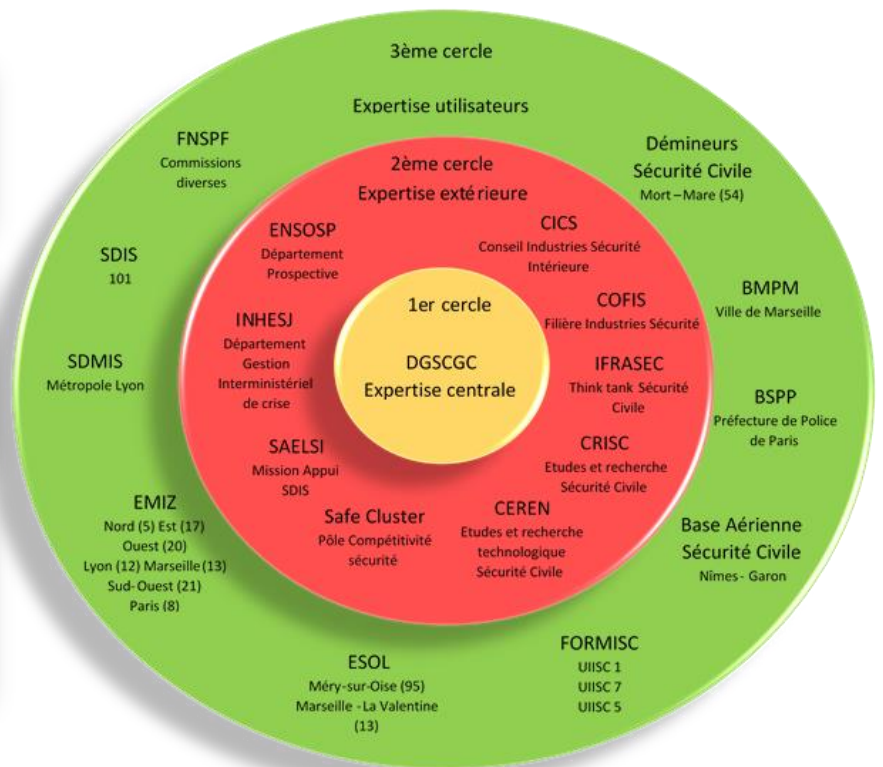 3ème cercle
Expertise utilisateurs
FNSPF
Commissions
diverses
Démineurs
Sécurité Civile
Mort – Mare (54)
SDIS
101
BMPM
Ville de Marseille
SDMIS
Métropole Lyon
BSPP
Préfecture de Police
de Paris
EMIZ
Nord (5) Est (17)
Ouest (20)
Lyon (12) Marseille (13)
Sud-Ouest (21)
Paris (8)
Base Aérienne
Sécurité Civile
Nîmes - Garon
ESOL
Méry-sur-Oise (95)
Marseille - La Valentine
(13)
FORMISC
UIISC 1
UIISC 7
UIISC 5
2ème cercle
Expertise extérieure
ENSOSP
Département
Prospective
CICS
Conseil Industries Sécurité
Intérieure
INHESJ
Département
Gestion
Interministériel
de crise
COFIS
Filière Industries Sécurité
IFRASEC
Think tank Sécurité
Civile
SAELSI
Mission Appui
SDIS
CRISC
Etudes et recherche
Sécurité Civile
Safe Cluster
Pôle Compétitivité
sécurité
CEREN
Etudes et recherche
technologique
Sécurité Civile
1er cercle
DGSCGC
Expertise centrale